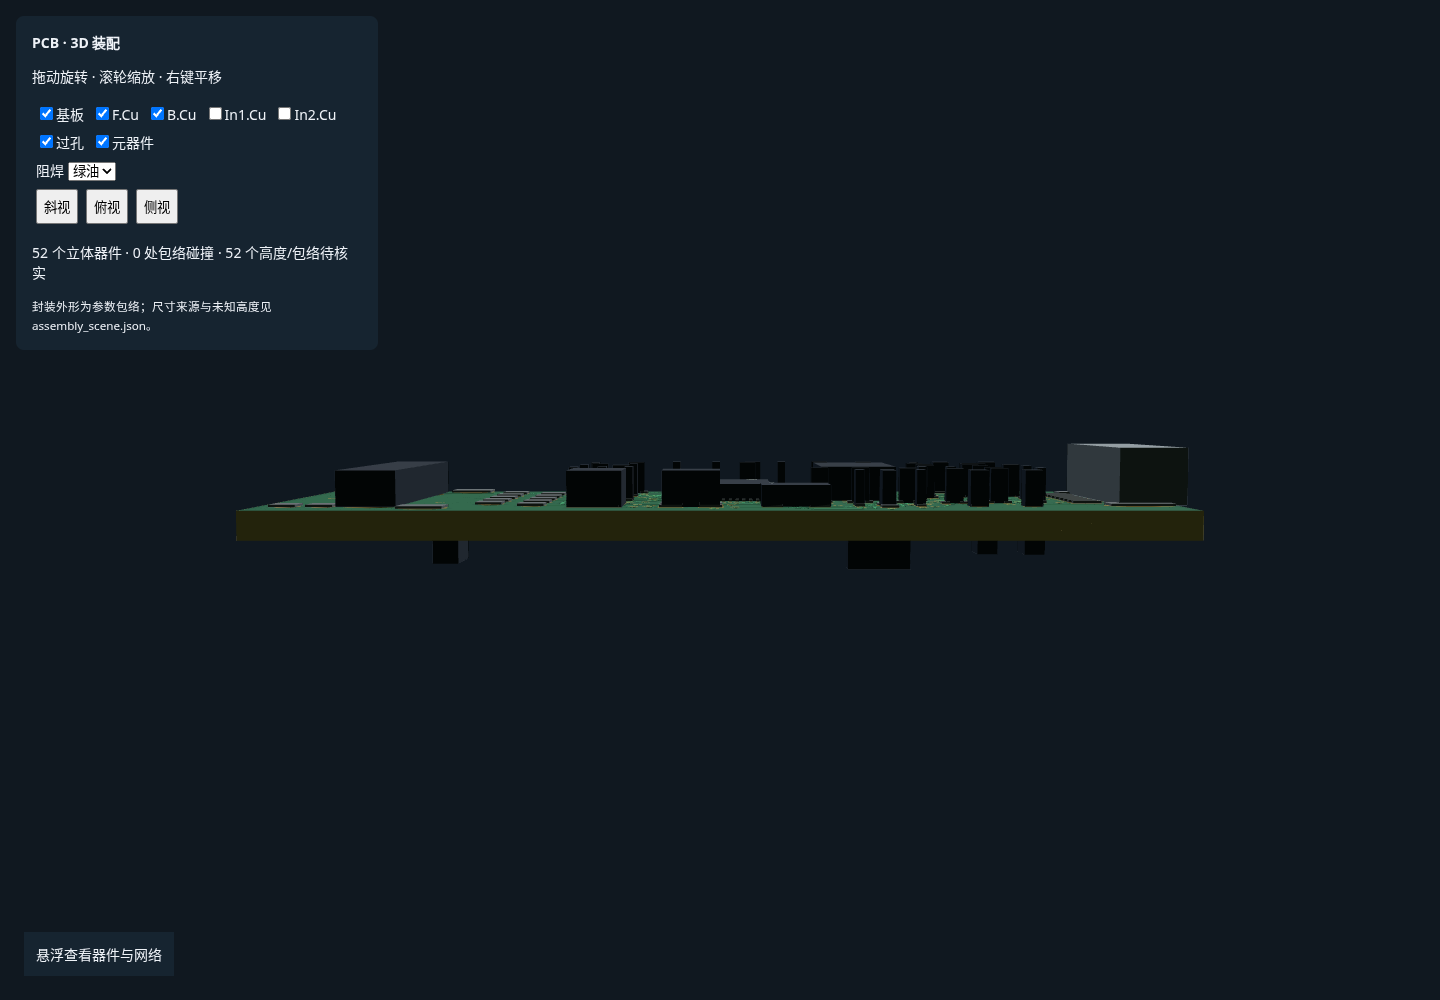 PCB · 3D 装配
拖动旋转 · 滚轮缩放 · 右键平移
基板 F.Cu B.Cu In1.Cu In2.Cu
过孔 元器件
阻焊 绿油
斜视 俯视 侧视
52 个立体器件 · 0 处包络碰撞 · 52 个高度/包络待核
实
封装外形为参数包络；尺寸来源与未知高度见
assembly_scene.json。
悬浮查看器件与网络